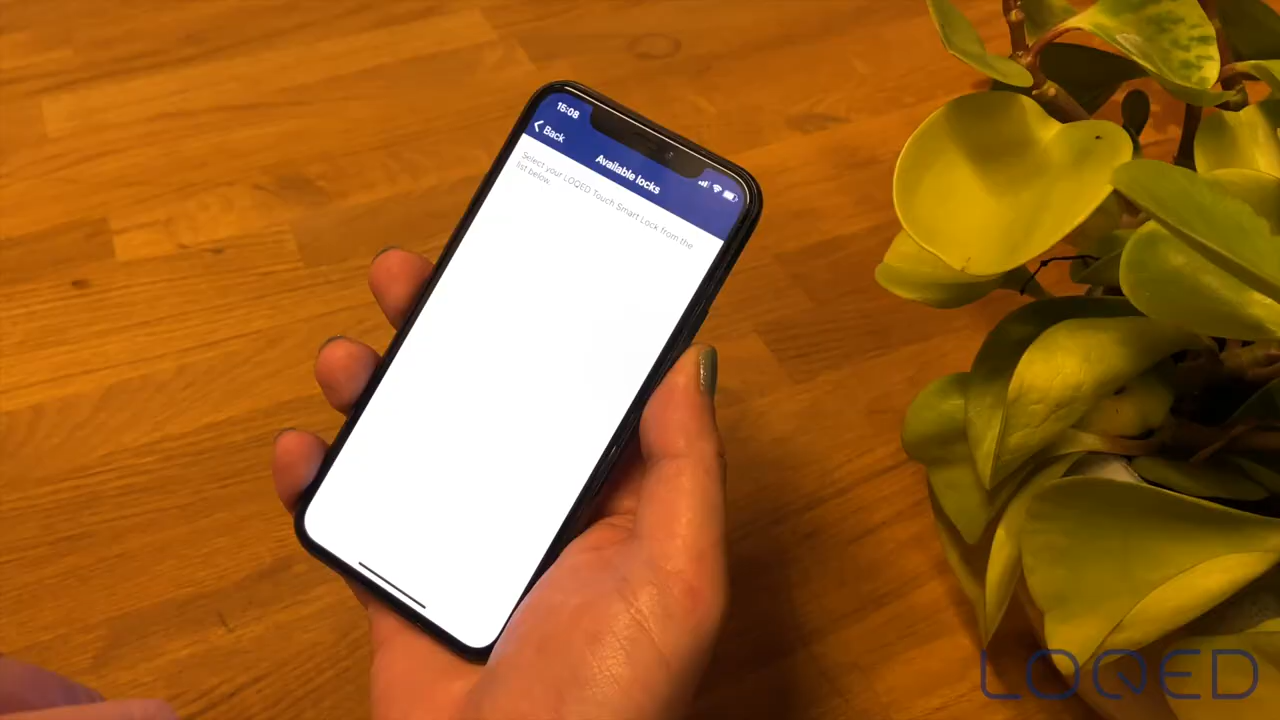 15:08
Back
Available locks
Select your LOQED Touch Smart Lock from the
list below.
LOQED